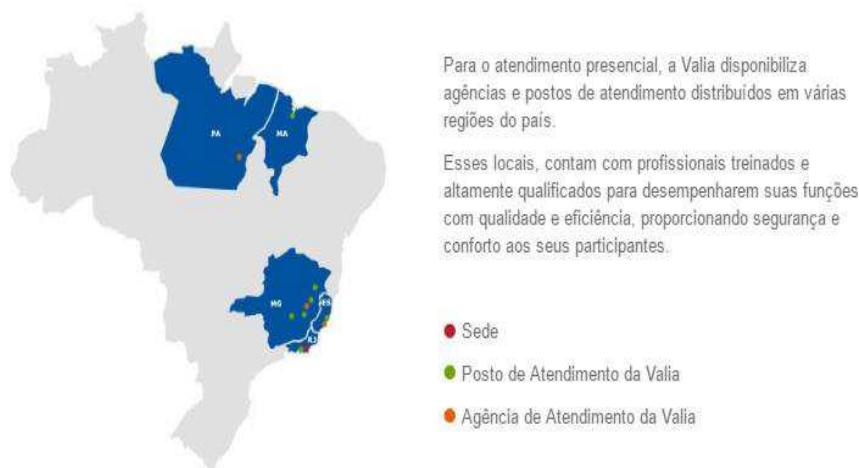 Para o atendimento presencial, a Valia disponibiliza
agências e postos de atendimento distribuídos em várias
regiões do país.
Esses locais, contam com profissionais treinados e
altamente qualificados para desempenharem suas funções
com qualidade e eficiência, proporcionando segurança e
conforto aos seus participantes.
PA
MA
MG
ES
RJ
Sede
Posto de Atendimento da Valia
Agência de Atendimento da Valia